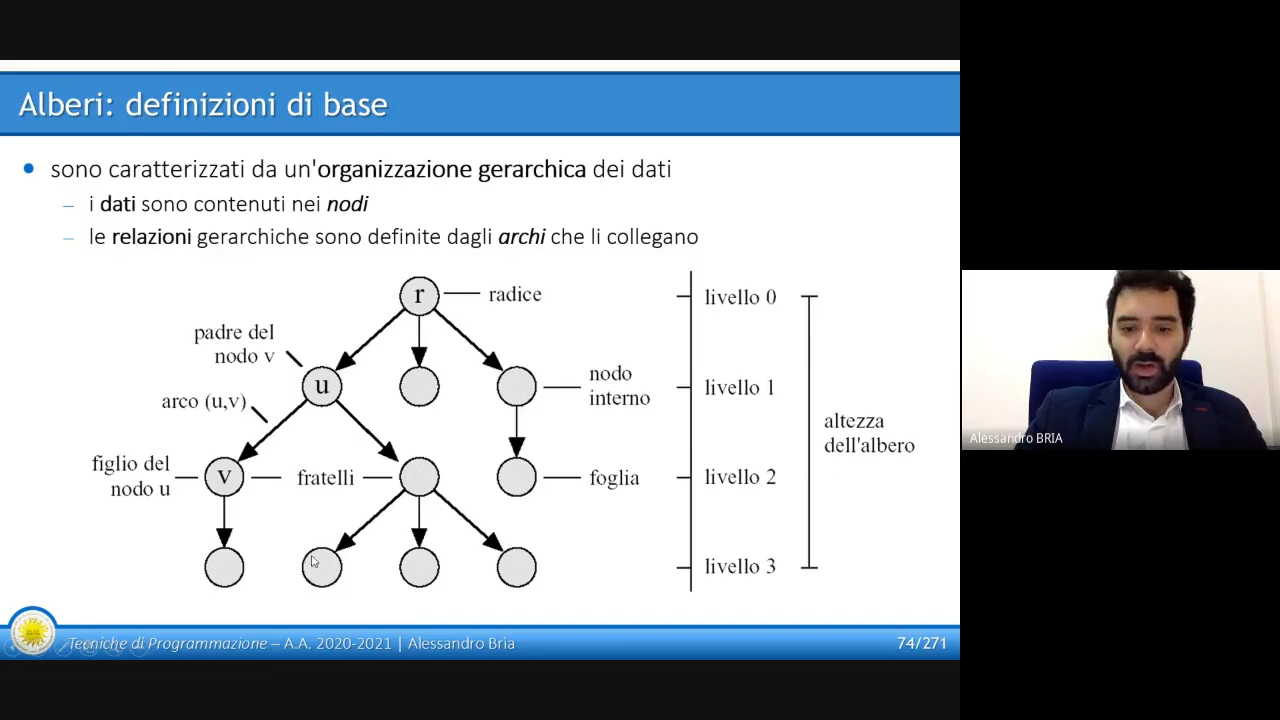 Alberi: definizioni di base
sono caratterizzati da un'organizzazione gerarchica dei dati
– i dati sono contenuti nei nodi
– le relazioni gerarchiche sono definite dagli archi che li collegano
r
radice
livello 0
padre del
nodo v
u
nodo
interno
livello 1
arco (u,v)
altezza
dell'albero
figlio del
nodo u
v
fratelli
foglia
livello 2
livello 3
Alessandro BRIA
Tecniche di Programmazione – A.A. 2020-2021 | Alessandro Bria
74/271